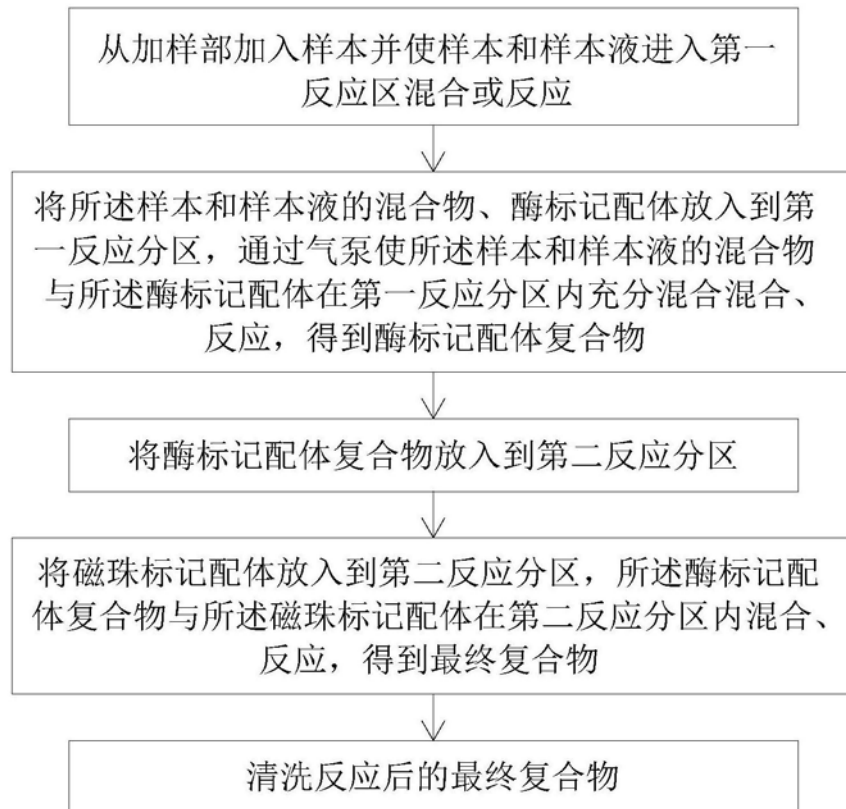 从加样部加入样本并使样本和样本液进入第一
反应区混合或反应
将所述样本和样本液的混合物、酶标记配体放入到第
一反应分区，通过气泵使所述样本和样本液的混合物
与所述酶标记配体在第一反应分区内充分混合混合、
反应，得到酶标记配体复合物
将酶标记配体复合物放入到第二反应分区
将磁珠标记配体放入到第二反应分区，所述酶标记配
体复合物与所述磁珠标记配体在第二反应分区内混合、
反应，得到最终复合物
清洗反应后的最终复合物